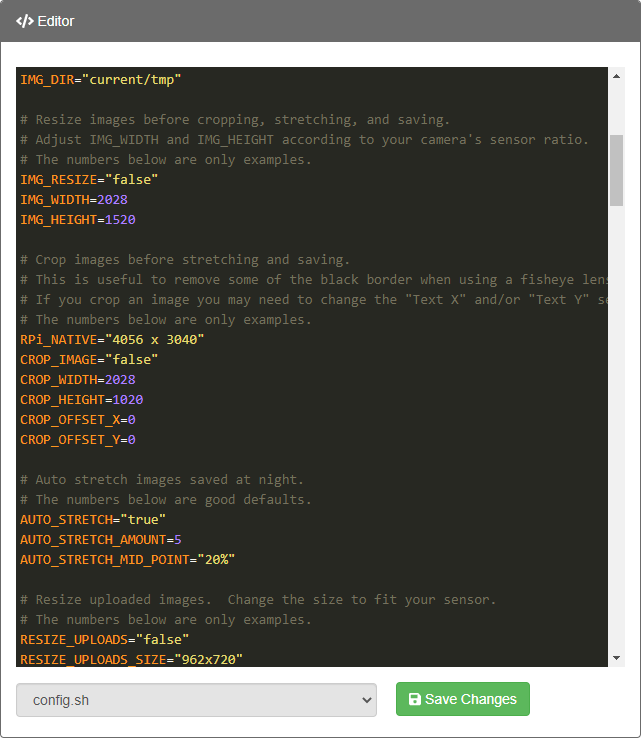 </> Editor
IMG_DIR="current/tmp"
# Resize images before cropping, stretching, and saving.
# Adjust IMG_WIDTH and IMG_HEIGHT according to your camera's sensor ratio.
# The numbers below are only examples.
IMG_RESIZE="false"
IMG_WIDTH=2028
IMG_HEIGHT=1520
# Crop images before stretching and saving.
# This is useful to remove some of the black border when using a fisheye lens
# If you crop an image you may need to change the "Text X" and/or "Text Y" se
# The numbers below are only examples.
RPi_NATIVE="4056 x 3040"
CROP_IMAGE="false"
CROP_WIDTH=2028
CROP_HEIGHT=1020
CROP_OFFSET_X=0
CROP_OFFSET_Y=0
# Auto stretch images saved at night.
# The numbers below are good defaults.
AUTO_STRETCH="true"
AUTO_STRETCH_AMOUNT=5
AUTO_STRETCH_MID_POINT="20%"
# Resize uploaded images.  Change the size to fit your sensor.
# The numbers below are only examples.
RESIZE_UPLOADS="false"
RESIZE_UPLOADS_SIZE="962x720"
config.sh
Save Changes